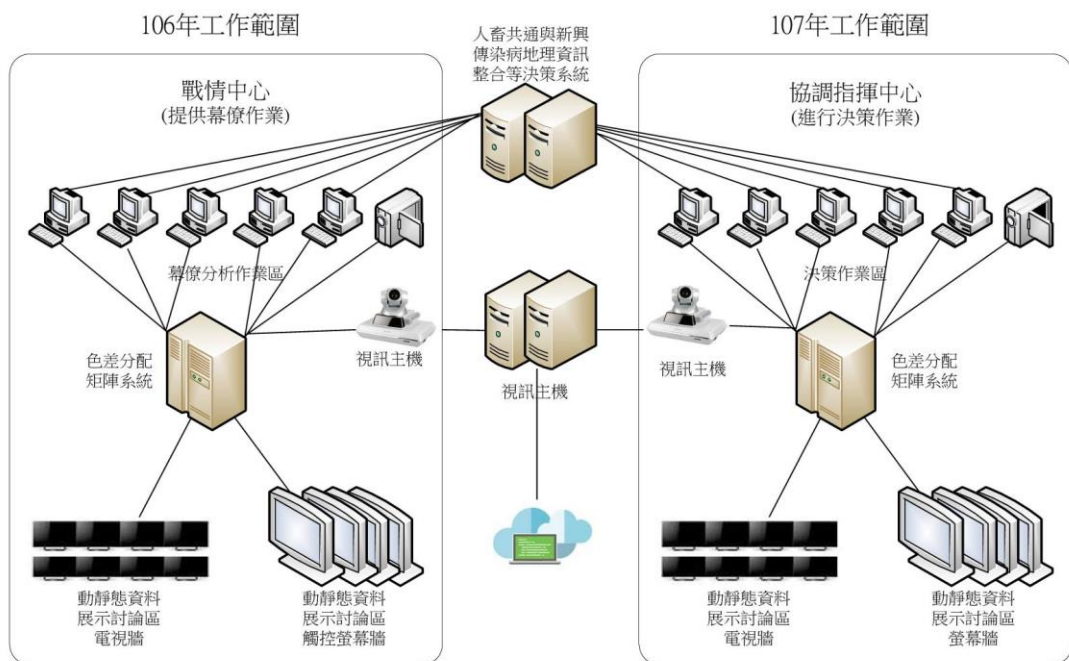 106年工作範圍
人畜共通與新興
傳染病地理資訊
整合等決策系統
107年工作範圍
戰情中心
(提供幕僚作業)
協調指揮中心
(進行決策作業)
幕僚分析作業區
決策作業區
色差分配
矩陣系統
視訊主機
視訊主機
視訊主機
色差分配
矩陣系統
動靜態資料
展示討論區
電視牆
動靜態資料
展示討論區
觸控螢幕牆
動靜態資料
展示討論區
電視牆
動靜態資料
展示討論區
螢幕牆